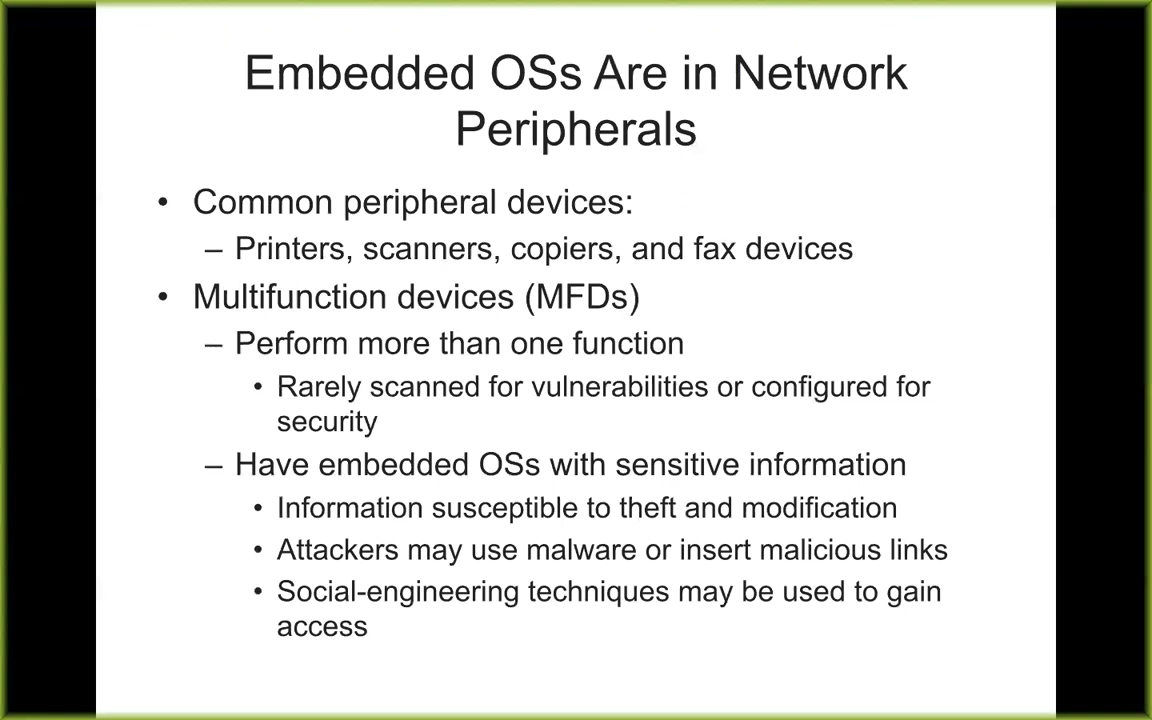 Embedded OSs Are in Network
Peripherals
• Common peripheral devices:
– Printers, scanners, copiers, and fax devices
• Multifunction devices (MFDs)
– Perform more than one function
• Rarely scanned for vulnerabilities or configured for
security
– Have embedded OSs with sensitive information
• Information susceptible to theft and modification
• Attackers may use malware or insert malicious links
• Social-engineering techniques may be used to gain
access